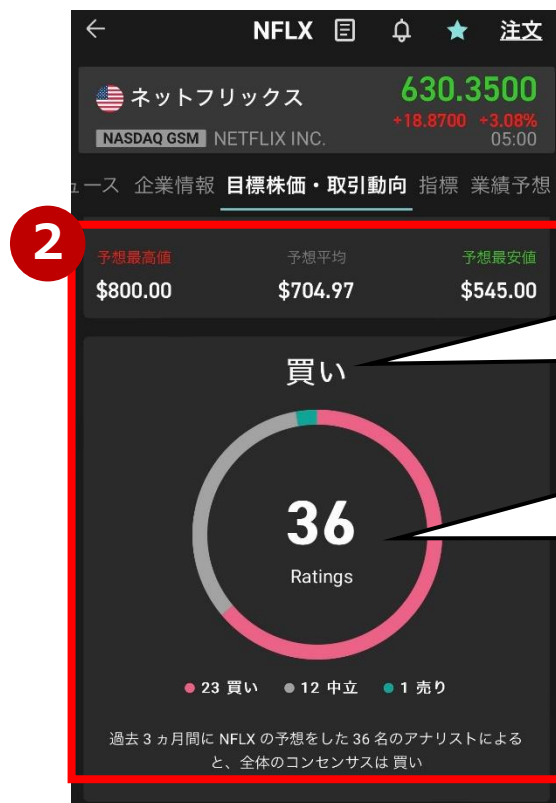 NFLX 注文
ネットフリックス 630.3500
+18.8700 +3.08%
NASDAQ GSM NETFLIX INC. 05:00
ュース 企業情報 目標株価・取引動向 指標 業績予想
2
予想最高値 予想平均 予想最安値
$800.00 $704.97 $545.00
買い
36
Ratings
23 買い 12 中立 1 売り
過去 3 ヵ月間に NFLX の予想をした 36 名のアナリストによる
と、全体のコンセンサスは 買い